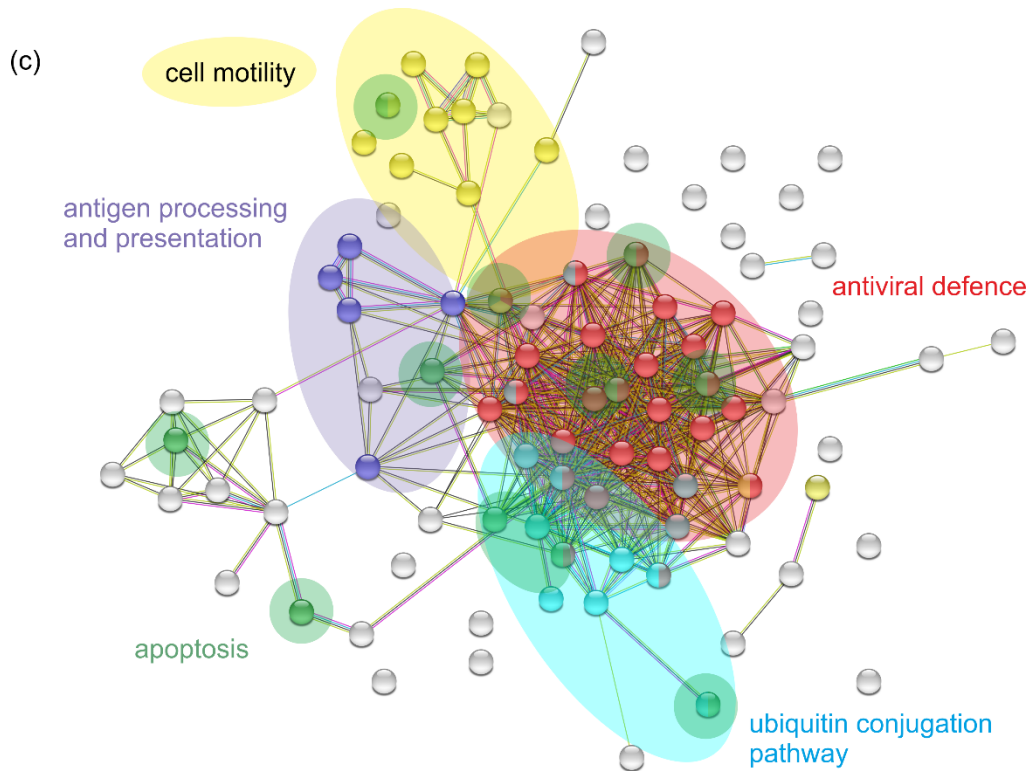 (c)
cell motility
antigen processing
and presentation
antiviral defence
apoptosis
ubiquitin conjugation
pathway